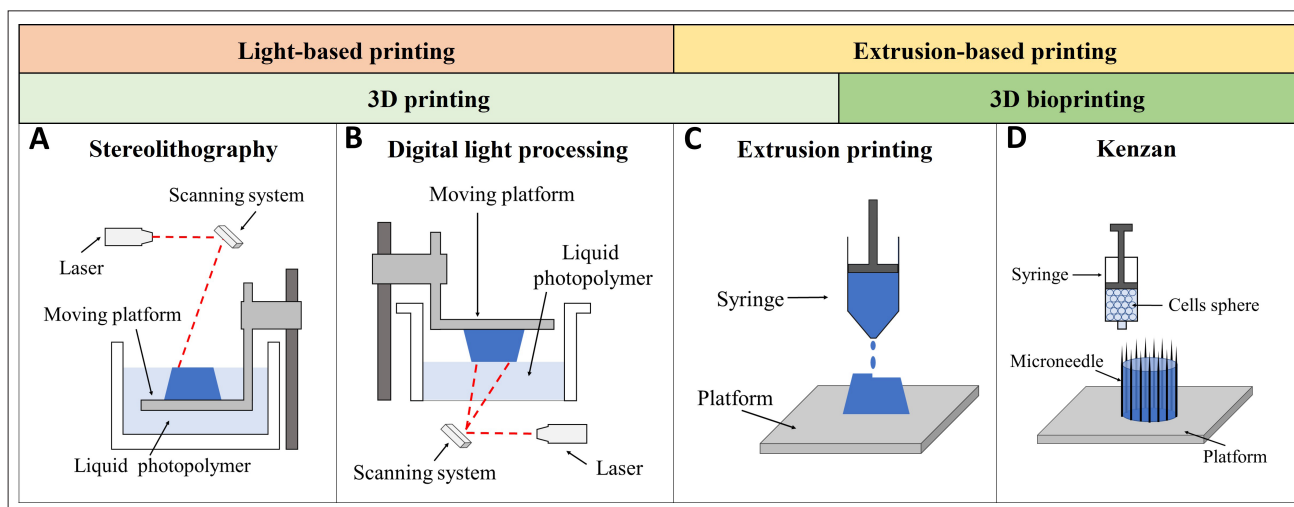 Light-based printing
Extrusion-based printing
3D printing
3D bioprinting
A
Stereolithography
Scanning system
Laser
Moving platform
Liquid photopolymer
B
Digital light processing
Moving platform
Liquid
photopolymer
Scanning system
Laser
C
Extrusion printing
Syringe
Platform
D
Kenzan
Syringe
Cells sphere
Microneedle
Platform